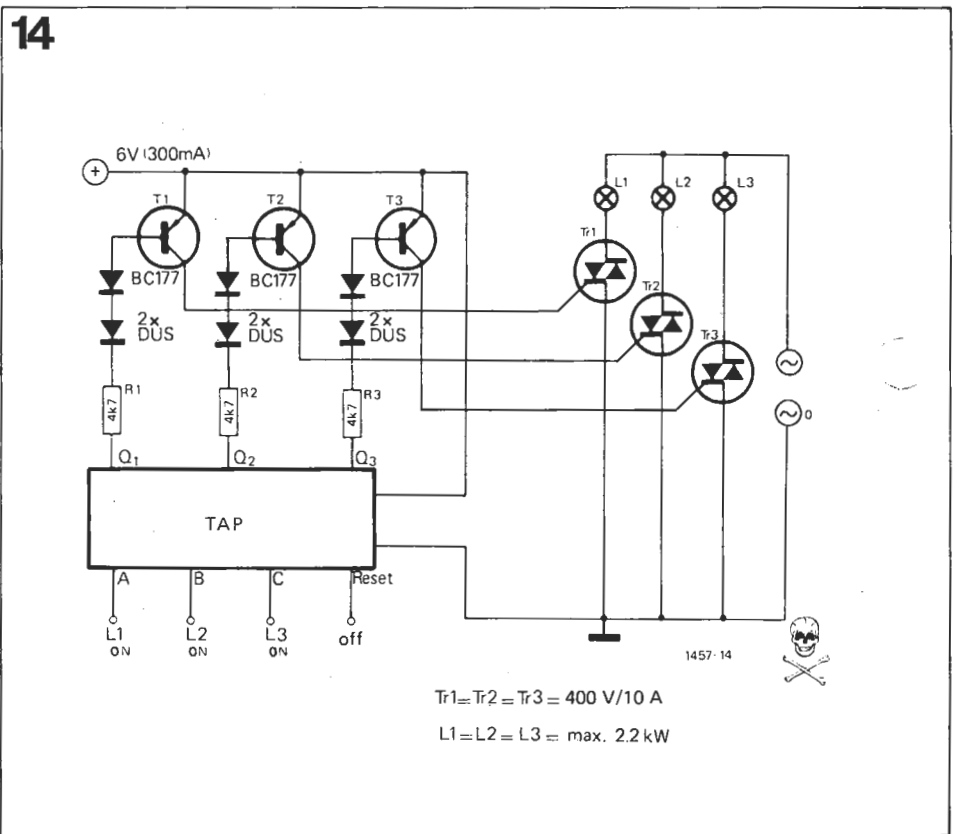 14
6V (300mA)
+
T1
T2
T3
L1
L2
L3
Tr1
BC177
BC177
BC177
Tr2
2x
DUS
2x
DUS
2x
DUS
Tr3
R1
4k7
R2
4k7
R3
4k7
~
~ 0
Q1
Q2
Q3
TAP
A
B
C
Reset
L1
ON
L2
ON
L3
ON
off
1457-14
Tr1=Tr2=Tr3= 400 V/10 A
L1=L2=L3= max. 2.2 kW